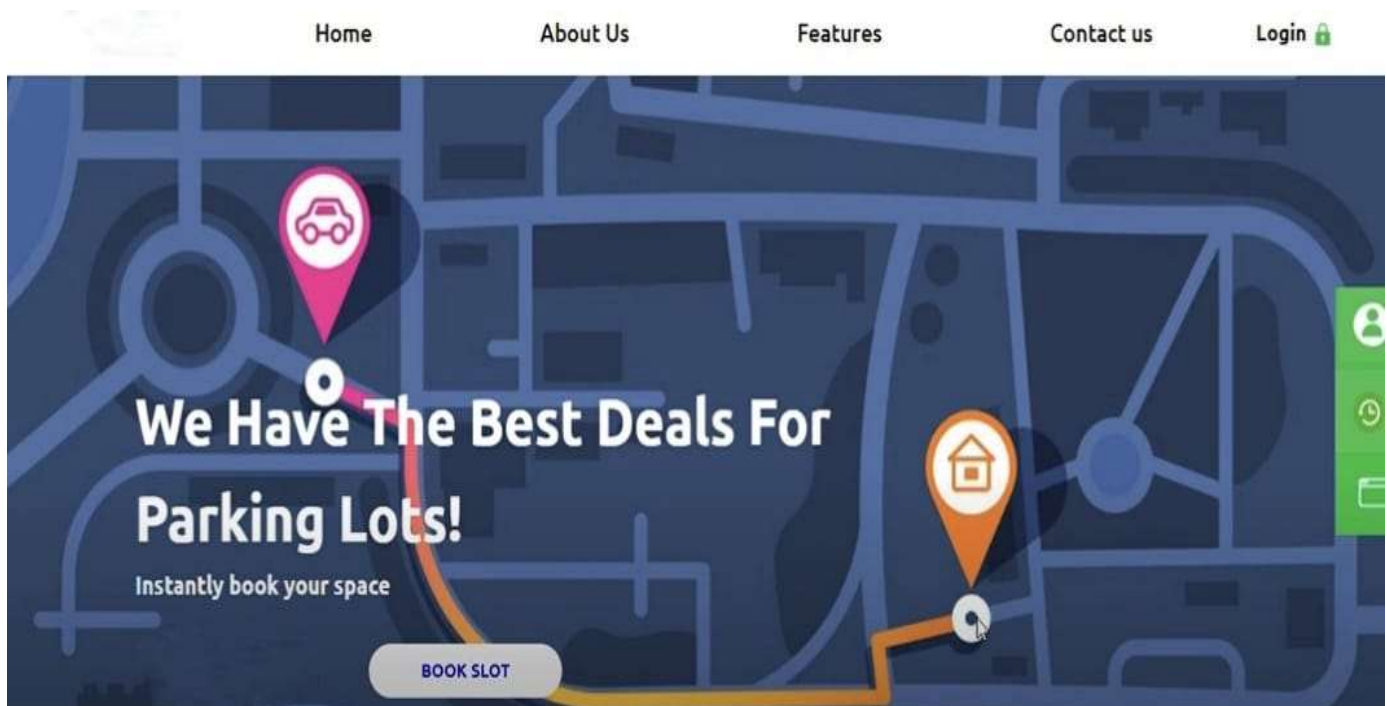 Home
About Us
Features
Contact us
Login
We Have The Best Deals For
Parking Lots!
Instantly book your space
BOOK SLOT